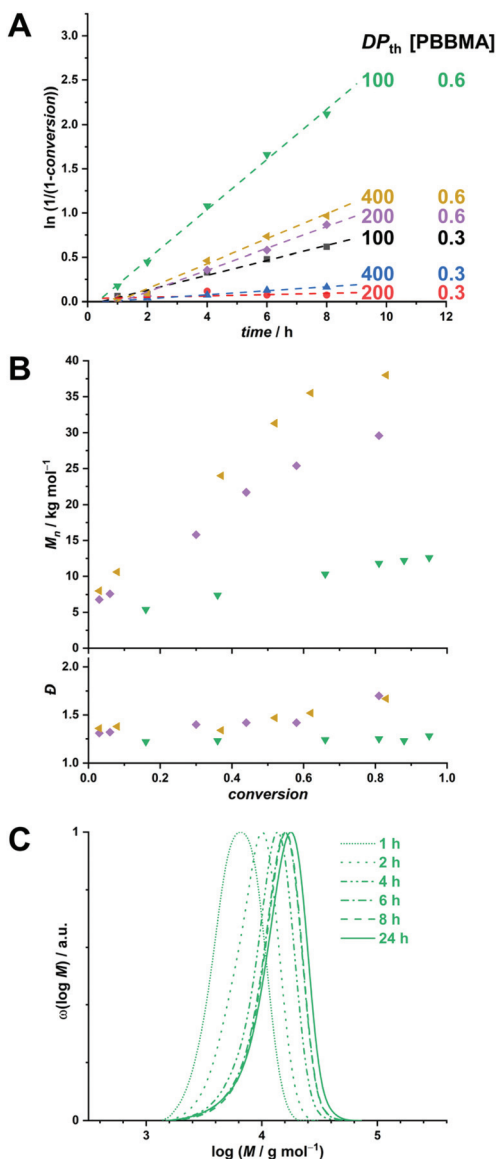 A
DP_th [PBBMA]
ln (1/(1-conversion))
3.0
2.5
2.0
1.5
1.0
0.5
0.0
100 0.6
400 0.6
200 0.6
100 0.3
400 0.3
200 0.3
0 2 4 6 8 10 12 14
time / h
B
M_n / kg mol⁻¹
40
35
30
25
20
15
10
5
0
Đ
2.0
1.5
1.0
0.0 0.2 0.4 0.6 0.8 1.0
conversion
C
ω(log M) / a.u.
1
0
1 h
2 h
4 h
6 h
8 h
24 h
3 4 5
log (M / g mol⁻¹)